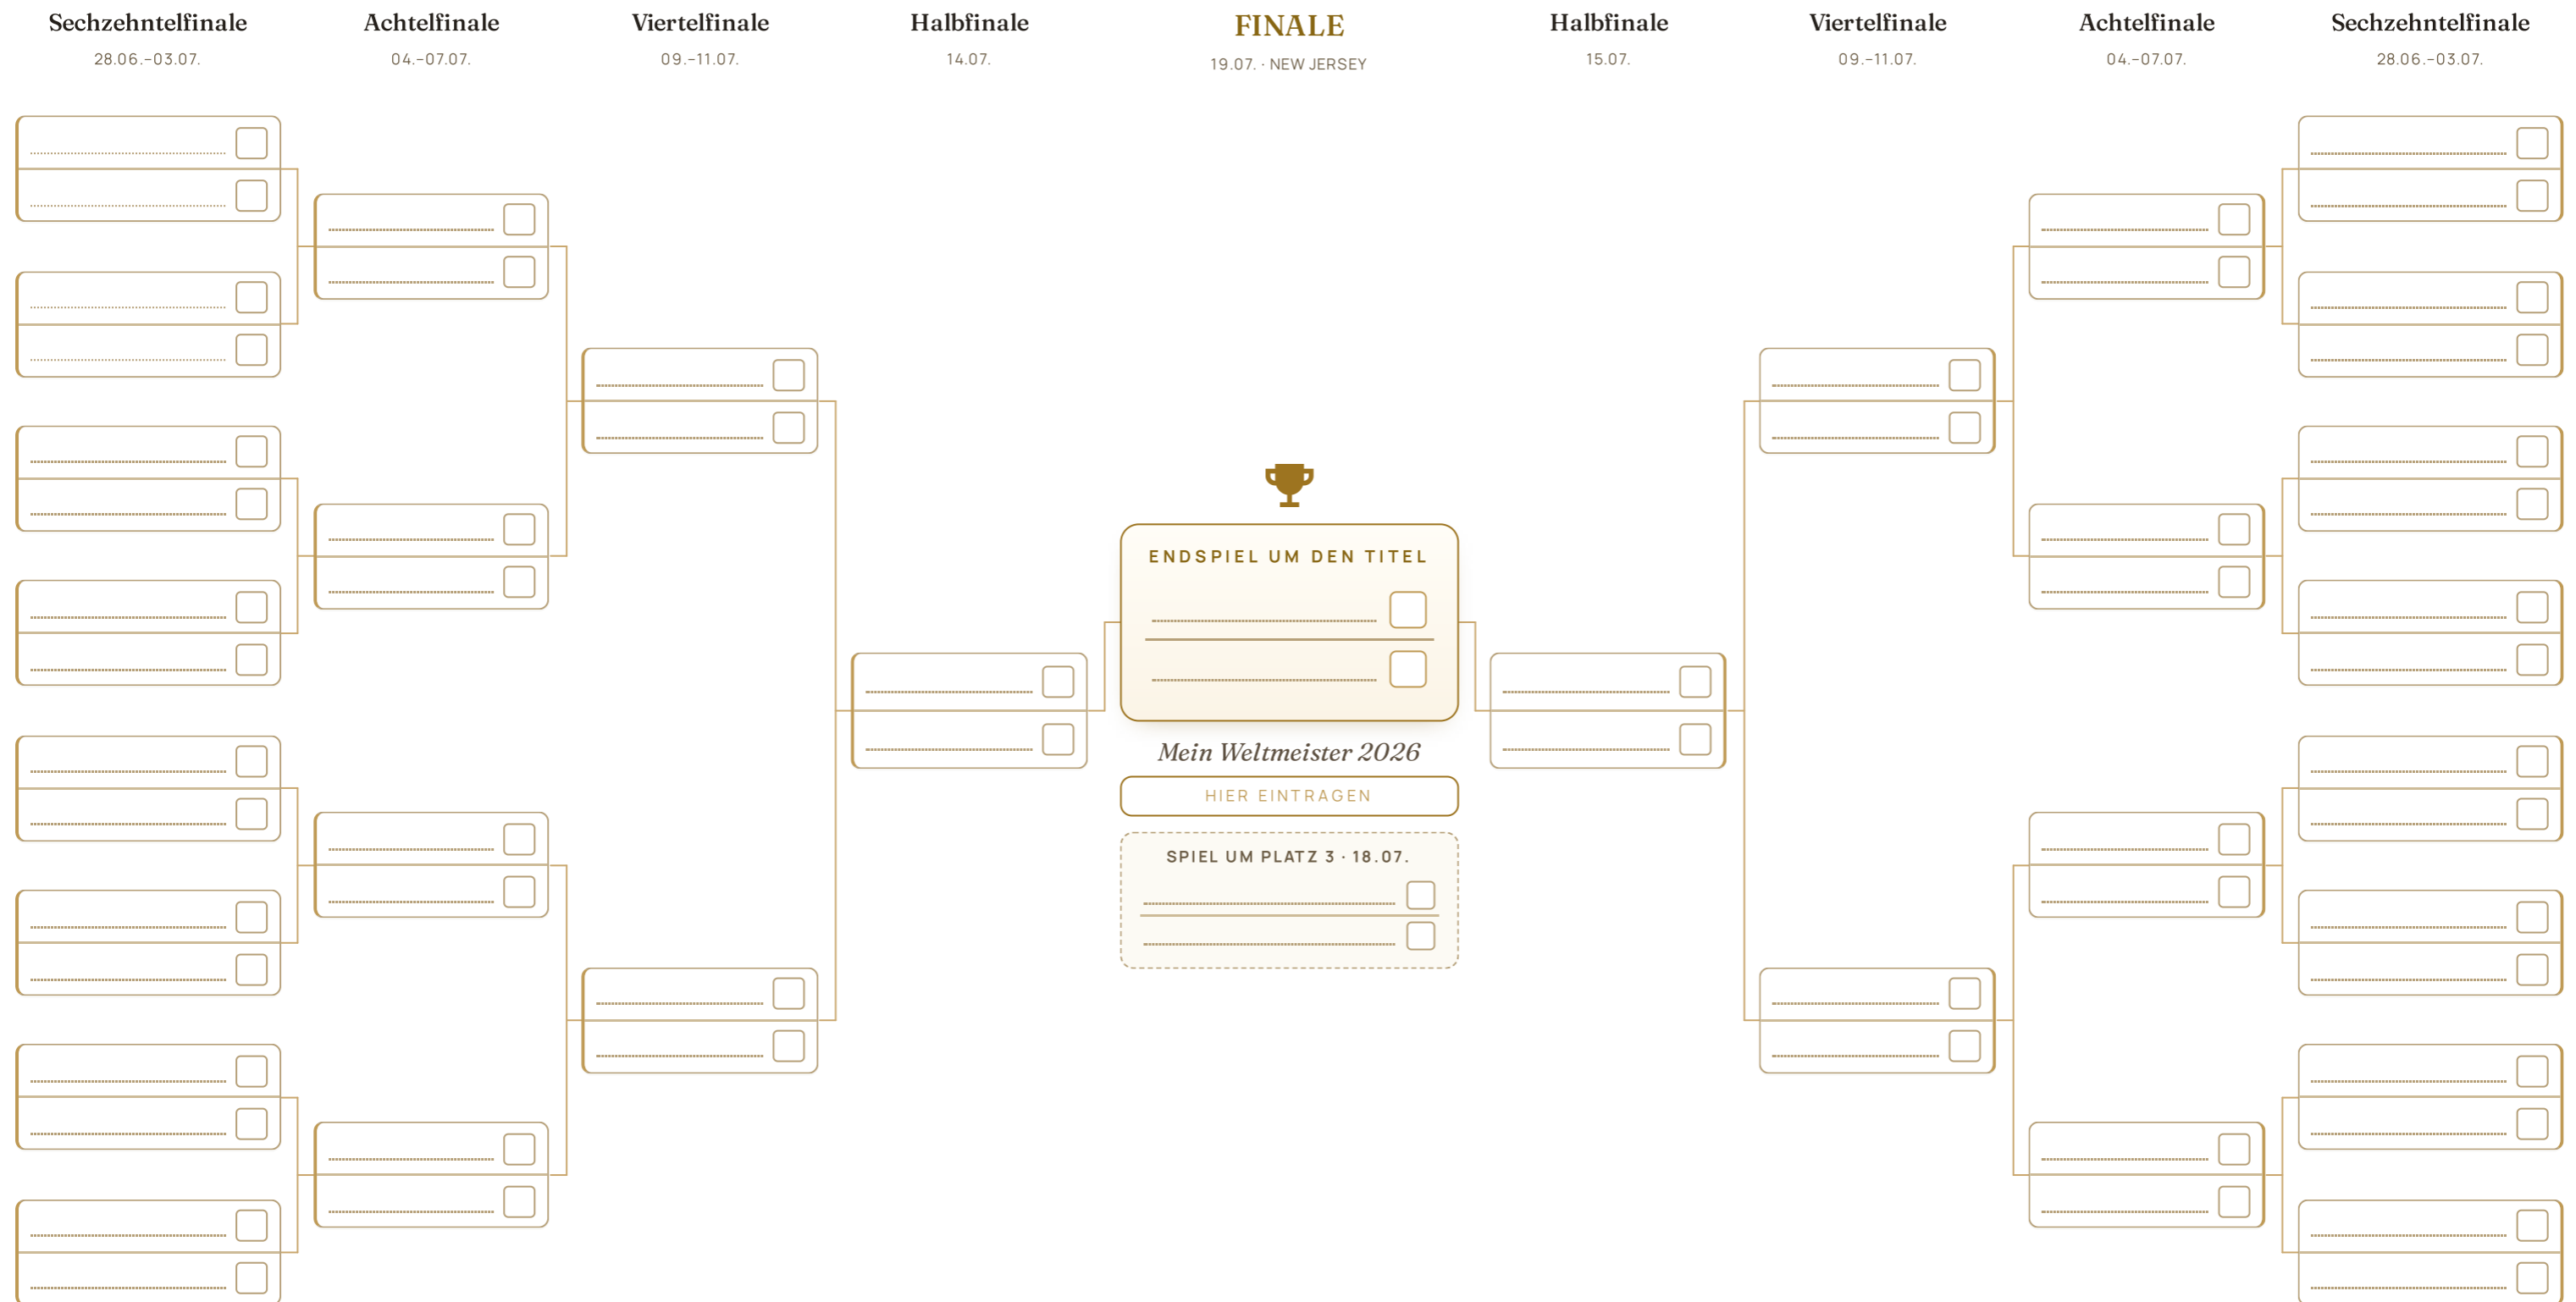 Sechzehntelfinale
28.06.–03.07.
Achtelfinale
04.–07.07.
Viertelfinale
09.–11.07.
Halbfinale
14.07.
FINALE
19.07. · NEW JERSEY
Halbfinale
15.07.
Viertelfinale
09.–11.07.
Achtelfinale
04.–07.07.
Sechzehntelfinale
28.06.–03.07.
ENDSPIEL UM DEN TITEL
Mein Weltmeister 2026
HIER EINTRAGEN
SPIEL UM PLATZ 3 · 18.07.